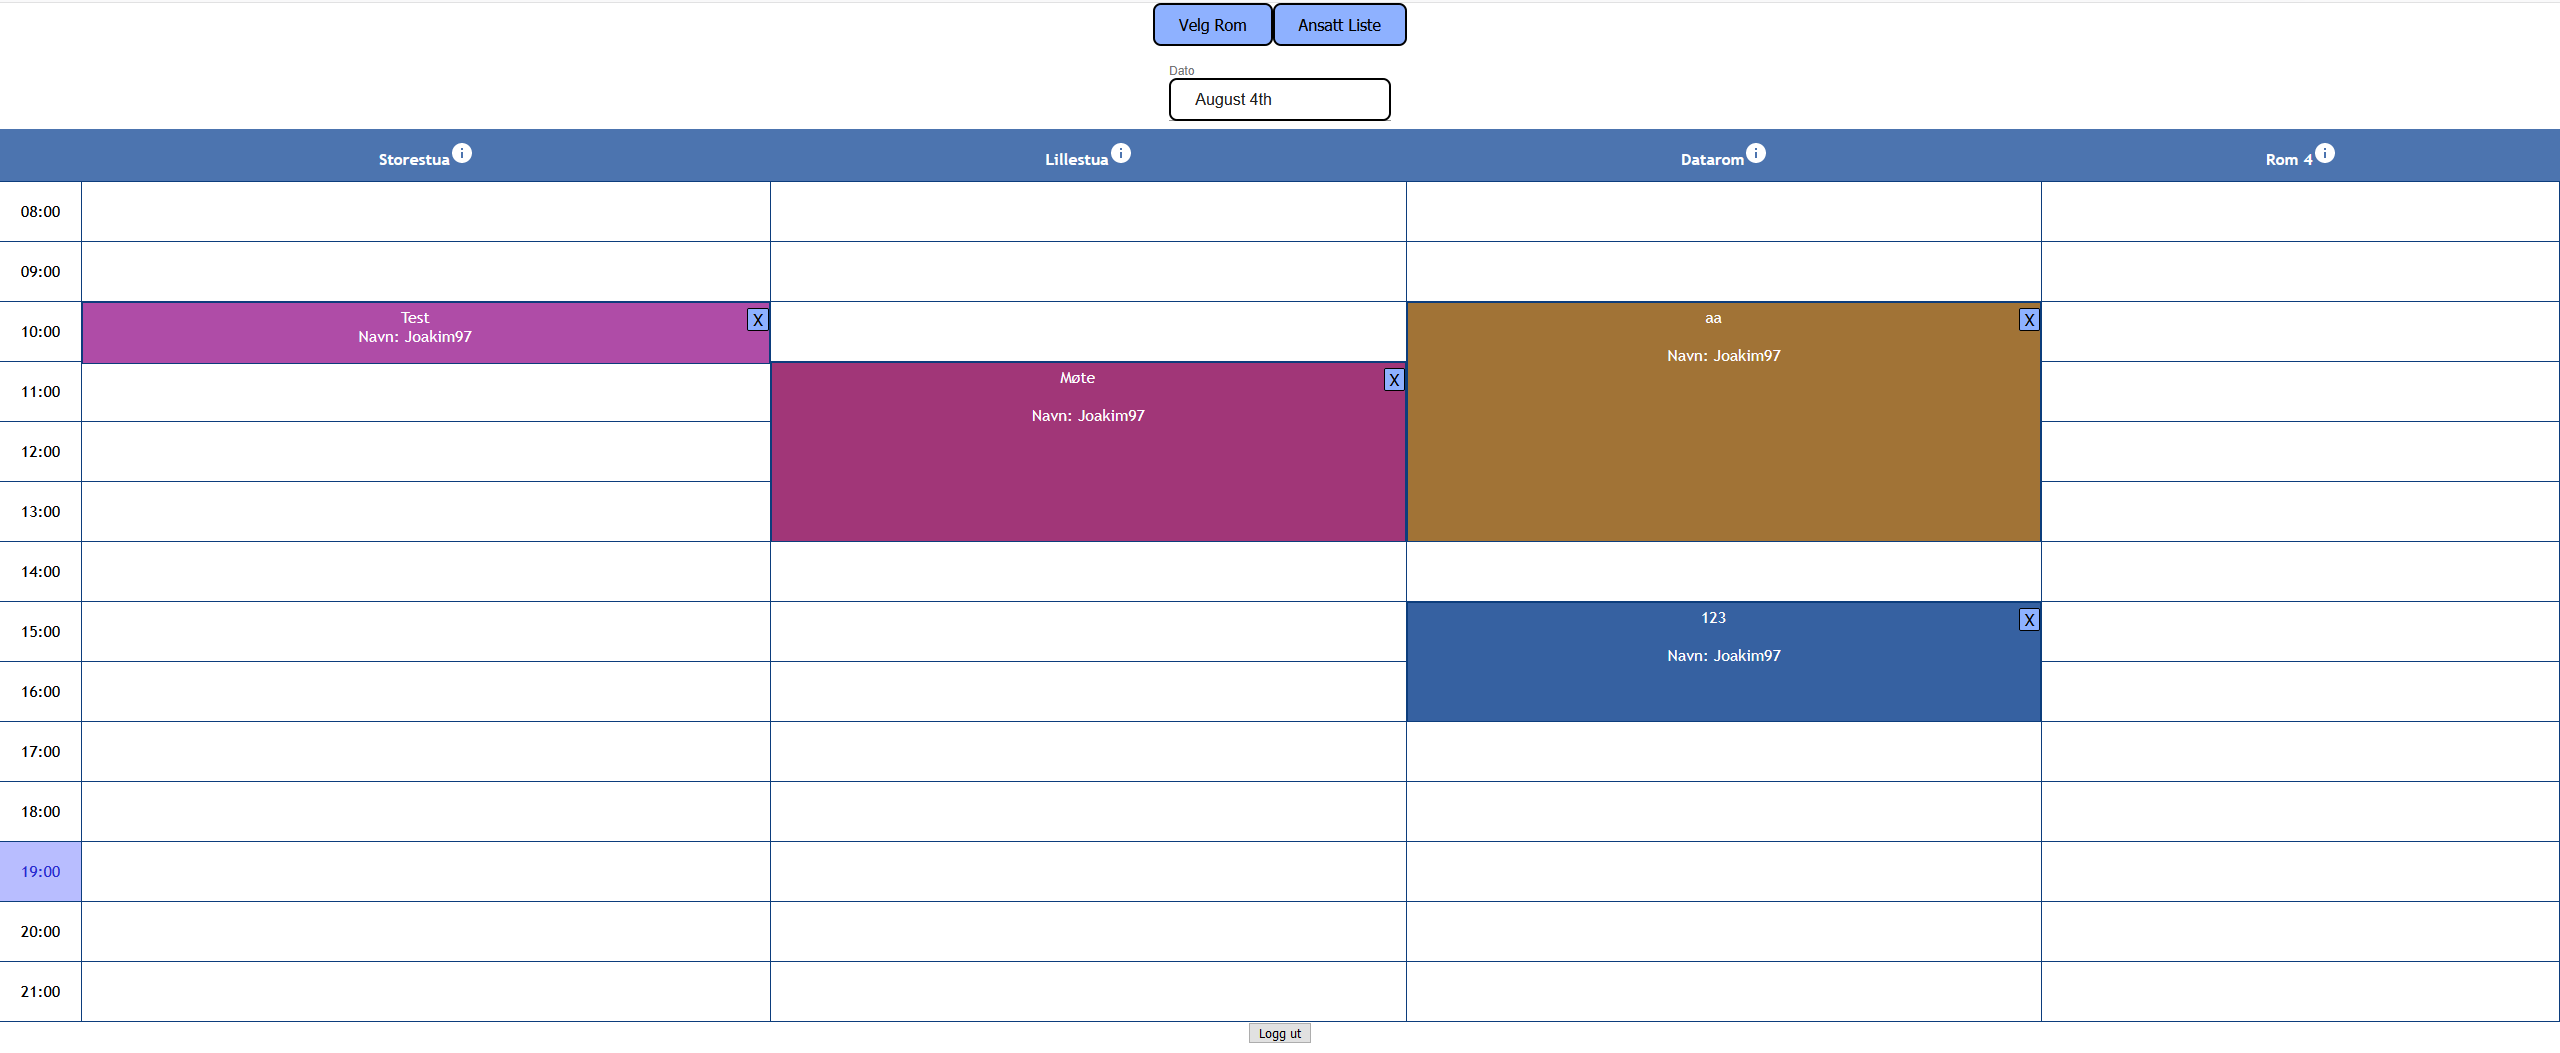 Velg Rom Ansatt Liste
Dato
August 4th
Storestua i Lillestua i Datarom i Rom 4 i
08:00
09:00
10:00
Test X
Navn: Joakim97
aa X
Navn: Joakim97
11:00
Møte X
Navn: Joakim97
12:00
13:00
14:00
15:00
123 X
Navn: Joakim97
16:00
17:00
18:00
19:00
20:00
21:00
Logg ut